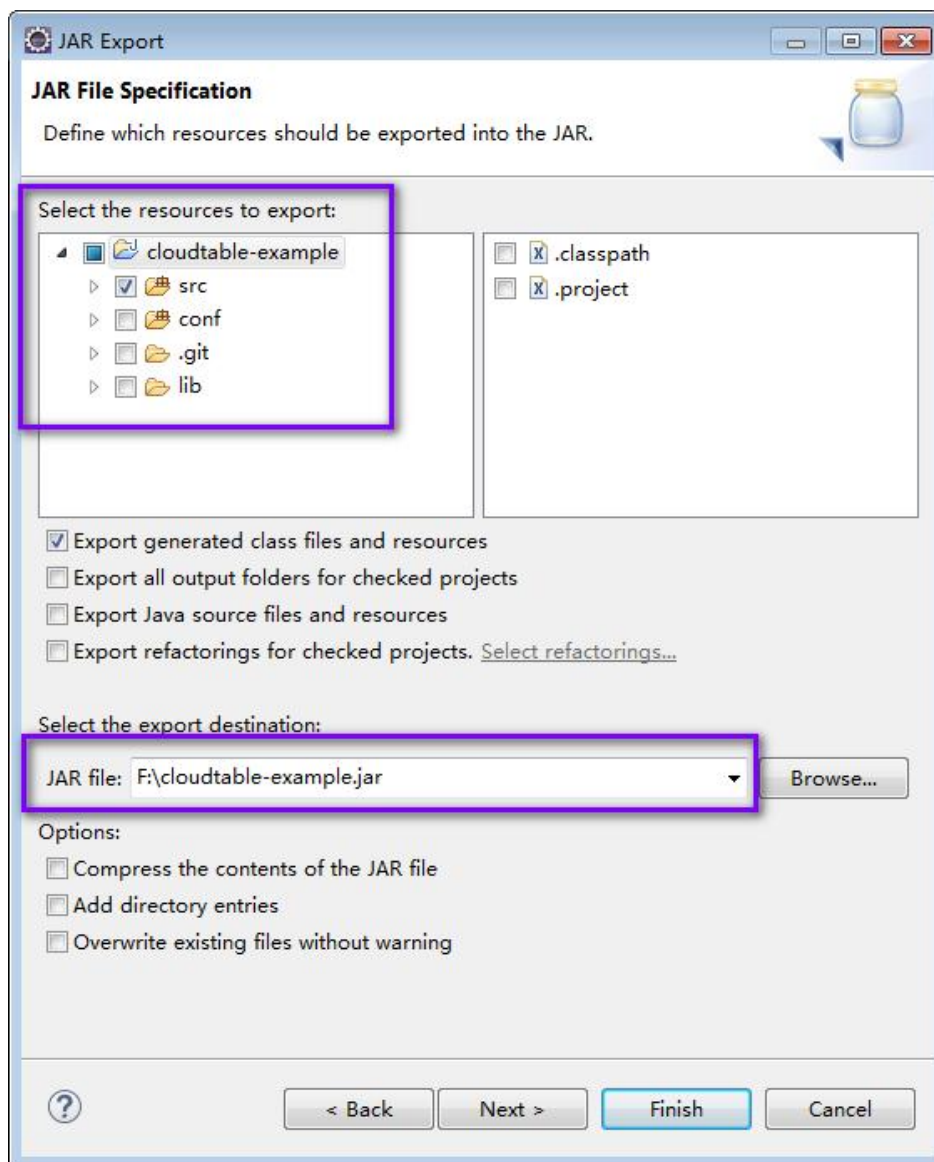 JAR Export
JAR File Specification
Define which resources should be exported into the JAR.
Select the resources to export:
cloudtable-example
src
conf
.git
lib
.classpath
.project
Export generated class files and resources
Export all output folders for checked projects
Export Java source files and resources
Export refactorings for checked projects. Select refactorings...
Select the export destination:
JAR file: F:\cloudtable-example.jar Browse...
Options:
Compress the contents of the JAR file
Add directory entries
Overwrite existing files without warning
? < Back Next > Finish Cancel